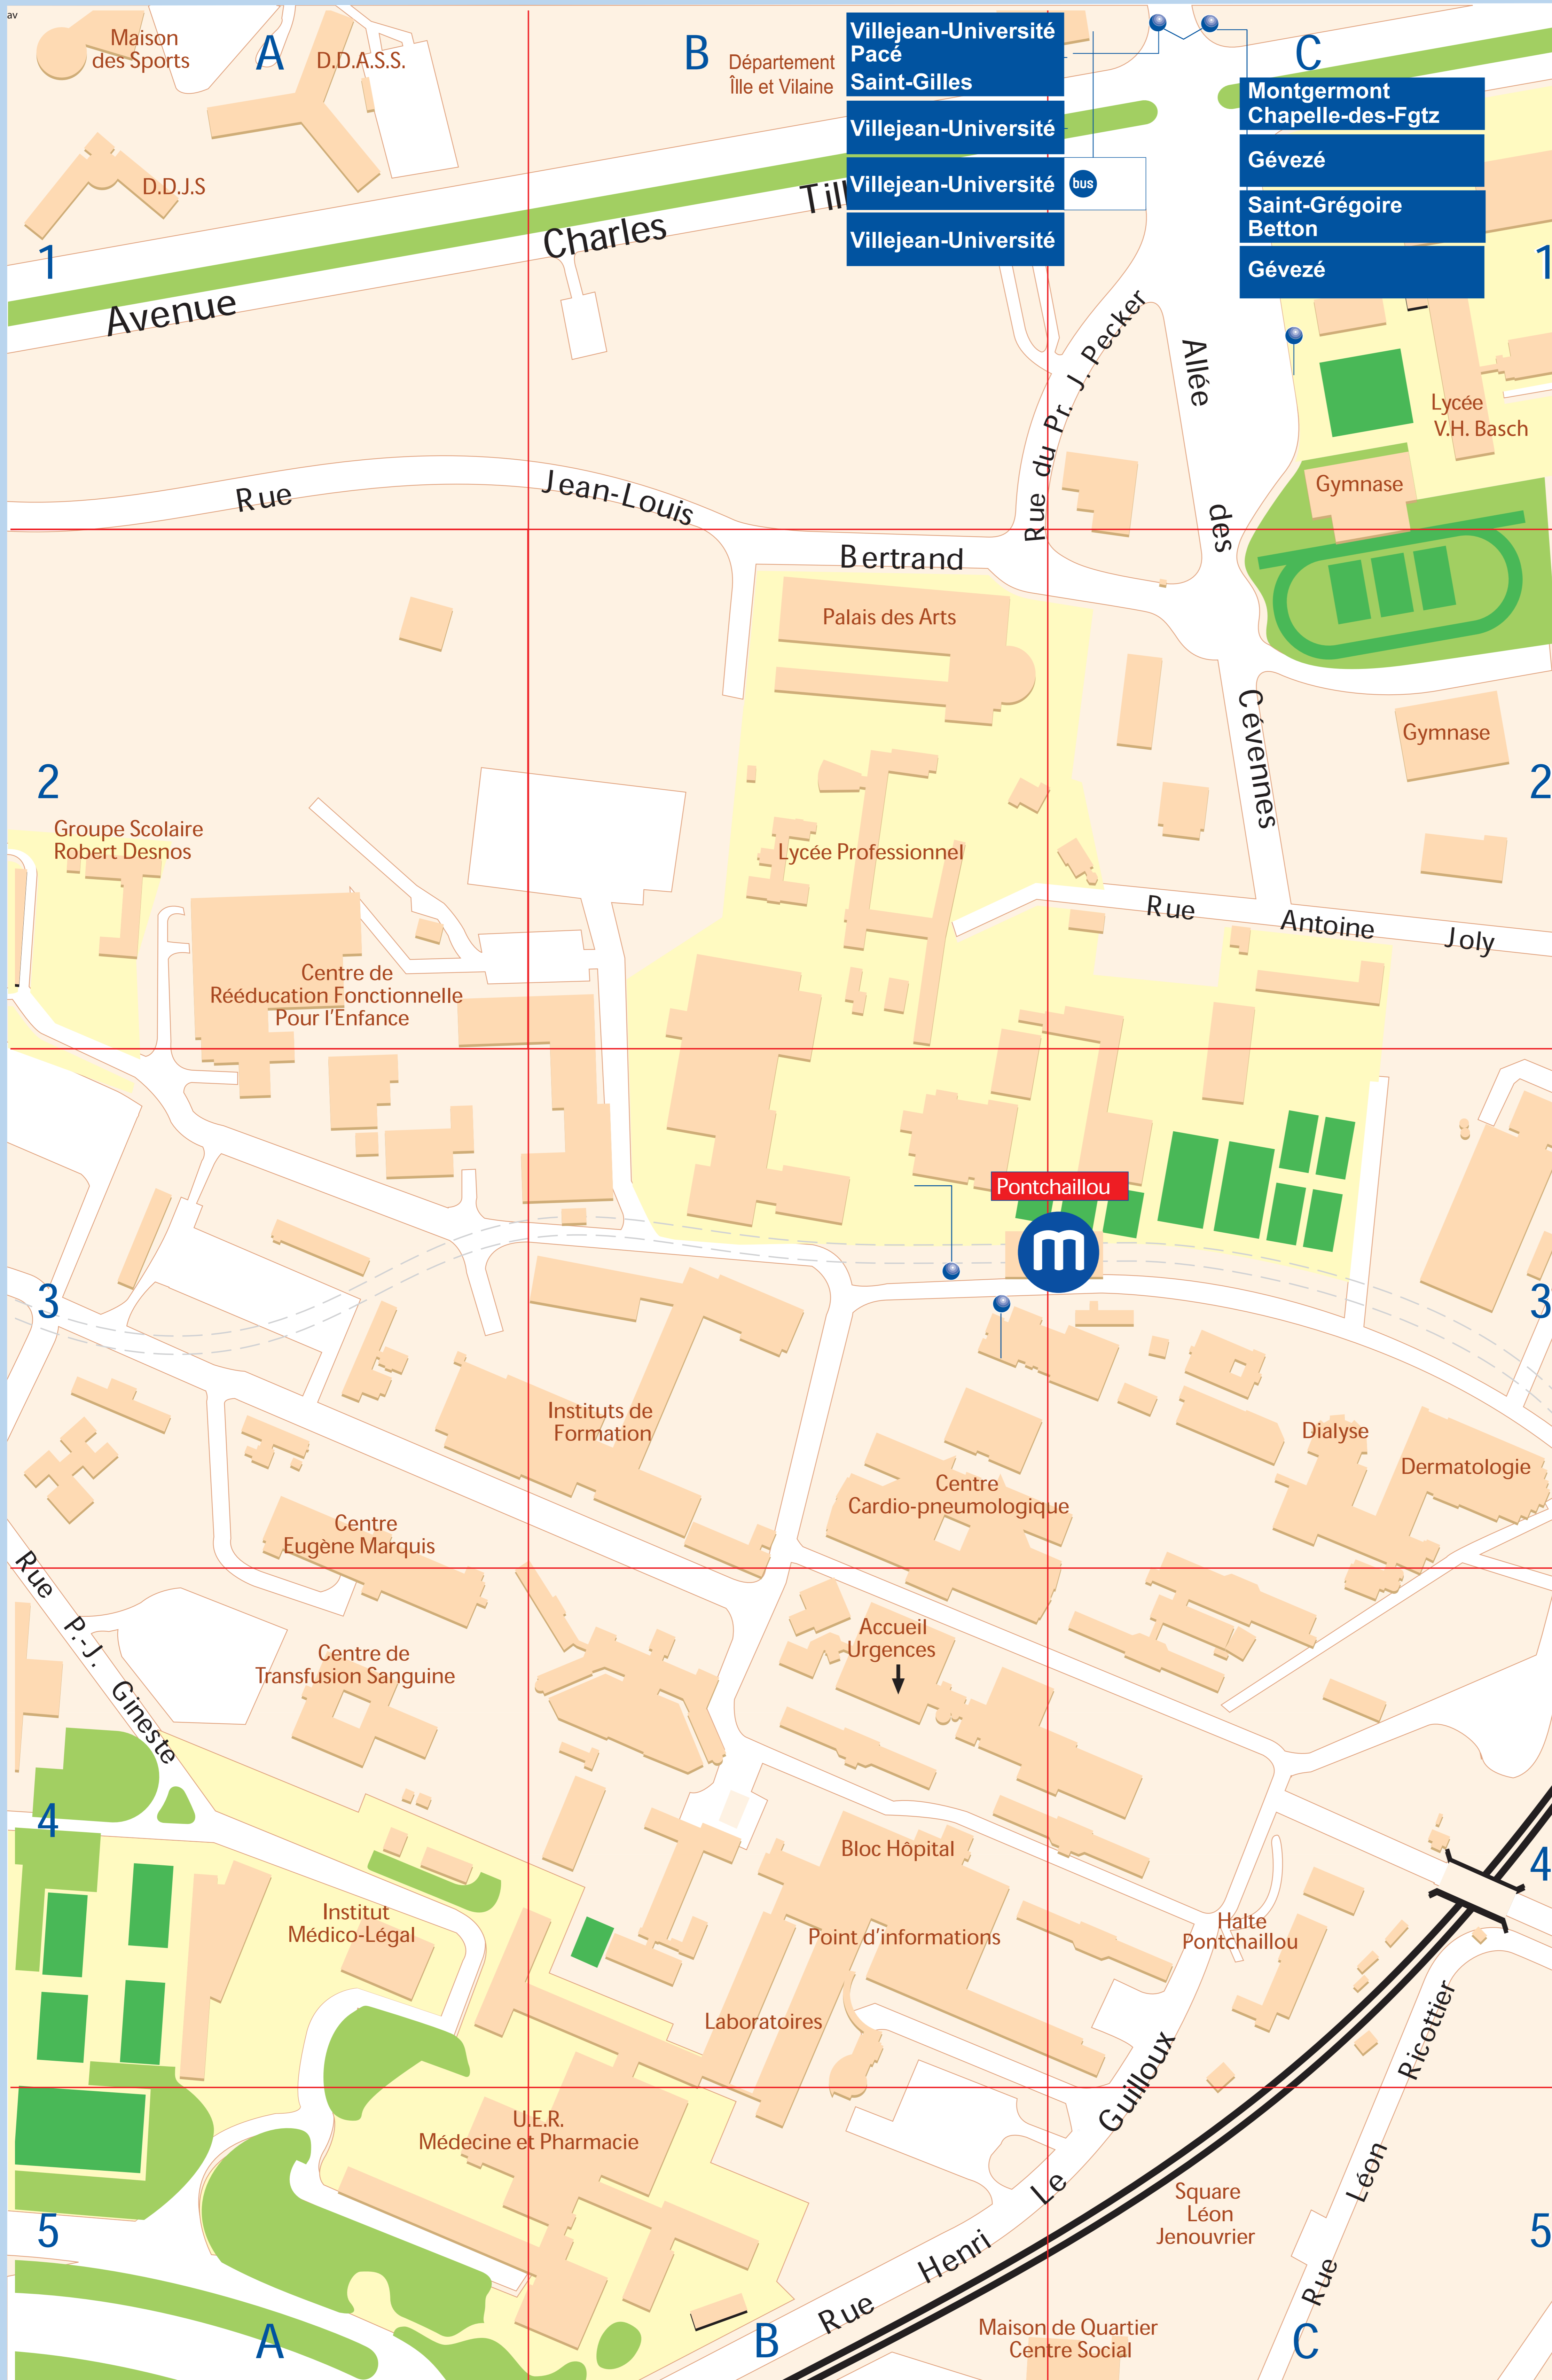 av
A
B
C
Maison
des Sports
D.D.A.S.S.
D.D.J.S
Département
Îlle et Vilaine
Villejean-Université
Pacé
Saint-Gilles
Villejean-Université
Villejean-Université
bus
Villejean-Université
Montgermont
Chapelle-des-Fgtz
Gévezé
Saint-Grégoire
Betton
Gévezé
1
1
Avenue Charles Till
Rue du Pr. J. Pecker
Allée des Cévennes
Lycée
V.H. Basch
Gymnase
Rue Jean-Louis Bertrand
Palais des Arts
Gymnase
2
2
Groupe Scolaire
Robert Desnos
Lycée Professionnel
Rue Antoine Joly
Centre de
Rééducation Fonctionnelle
Pour l'Enfance
Pontchaillou
m
3
3
Instituts de
Formation
Dialyse
Dermatologie
Centre
Cardio-pneumologique
Centre
Eugène Marquis
Rue P.-J. Gineste
Accueil
Urgences
Centre de
Transfusion Sanguine
4
4
Bloc Hôpital
Institut
Médico-Légal
Point d'informations
Halte
Pontchaillou
Laboratoires
Rue Henri Le Guilloux
Rue Léon Ricottier
U.E.R.
Médecine et Pharmacie
Square
Léon
Jenouvrier
5
5
Maison de Quartier
Centre Social
A
B
C